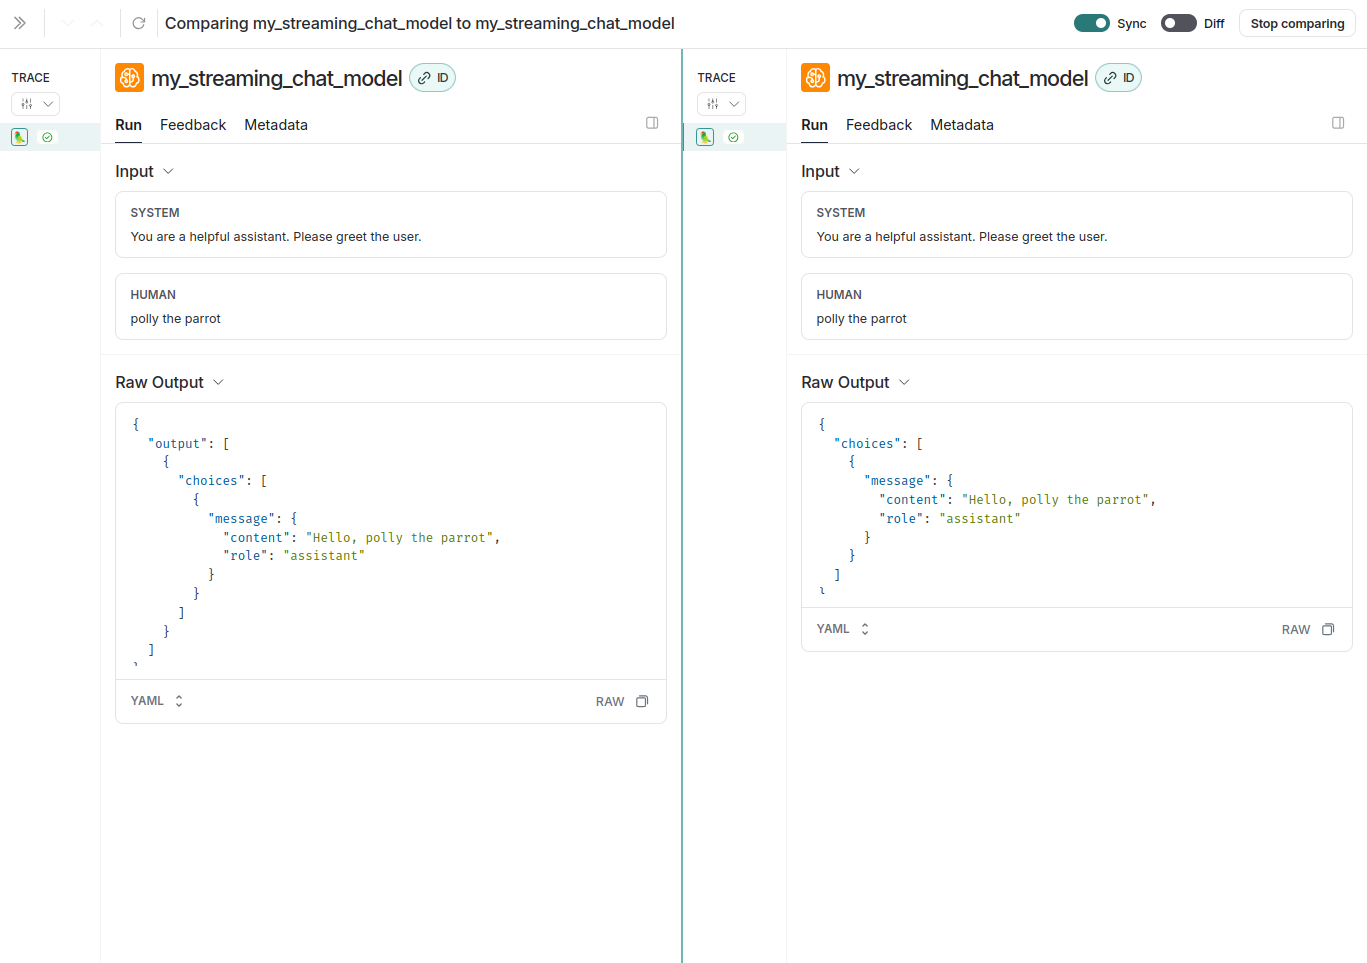 Comparing my_streaming_chat_model to my_streaming_chat_model
Sync
Diff
Stop comparing
TRACE
my_streaming_chat_model
ID
Run
Feedback
Metadata
Input
SYSTEM
You are a helpful assistant. Please greet the user.
HUMAN
polly the parrot
Raw Output
{
"output": [
{
"choices": [
{
"message": {
"content": "Hello, polly the parrot",
"role": "assistant"
}
}
]
}
]
}
YAML
RAW
TRACE
my_streaming_chat_model
ID
Run
Feedback
Metadata
Input
SYSTEM
You are a helpful assistant. Please greet the user.
HUMAN
polly the parrot
Raw Output
{
"choices": [
{
"message": {
"content": "Hello, polly the parrot",
"role": "assistant"
}
}
]
}
YAML
RAW